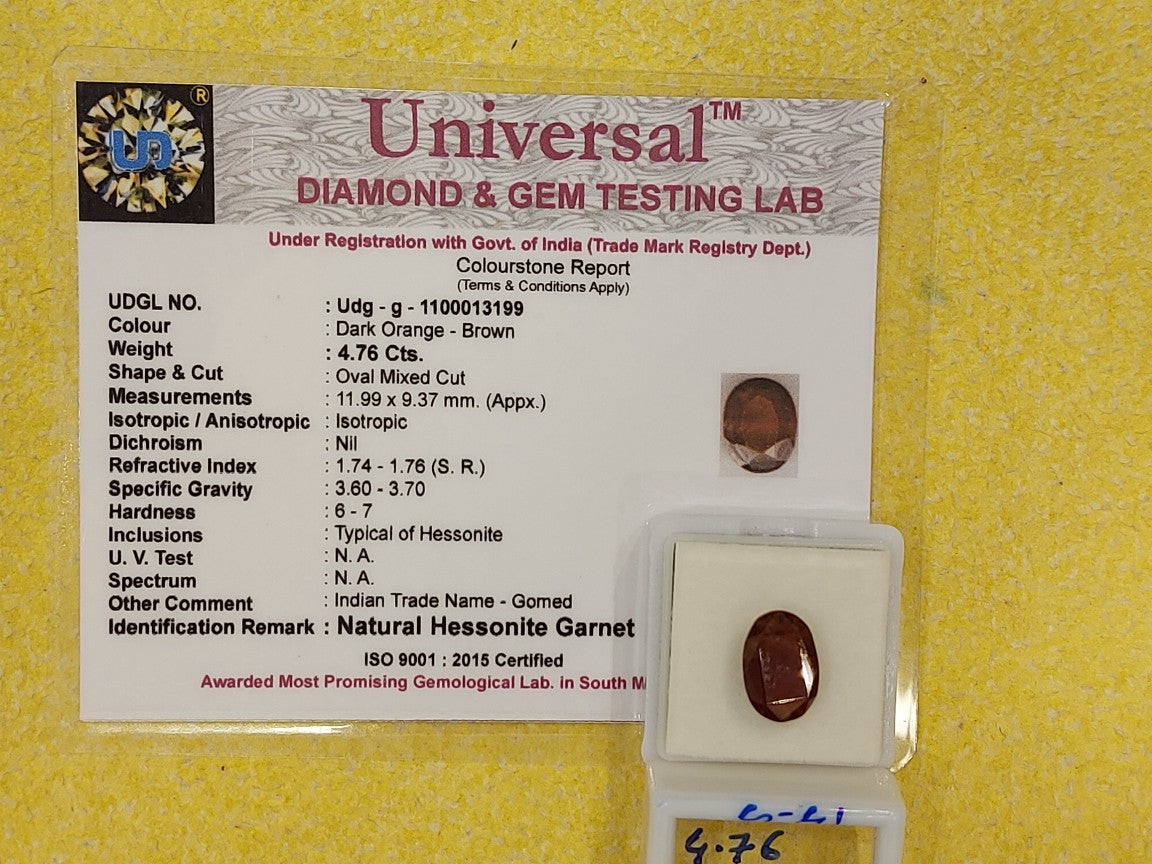 UD ®
Universal™
DIAMOND & GEM TESTING LAB
Under Registration with Govt. of India (Trade Mark Registry Dept.)
Colourstone Report
(Terms & Conditions Apply)
UDGL NO. : Udg - g - 1100013199
Colour : Dark Orange - Brown
Weight : 4.76 Cts.
Shape & Cut : Oval Mixed Cut
Measurements : 11.99 x 9.37 mm. (Appx.)
Isotropic / Anisotropic : Isotropic
Dichroism : Nil
Refractive Index : 1.74 - 1.76 (S. R.)
Specific Gravity : 3.60 - 3.70
Hardness : 6 - 7
Inclusions : Typical of Hessonite
U. V. Test : N. A.
Spectrum : N. A.
Other Comment : Indian Trade Name - Gomed
Identification Remark : Natural Hessonite Garnet
ISO 9001 : 2015 Certified
Awarded Most Promising Gemological Lab. in South
4.76